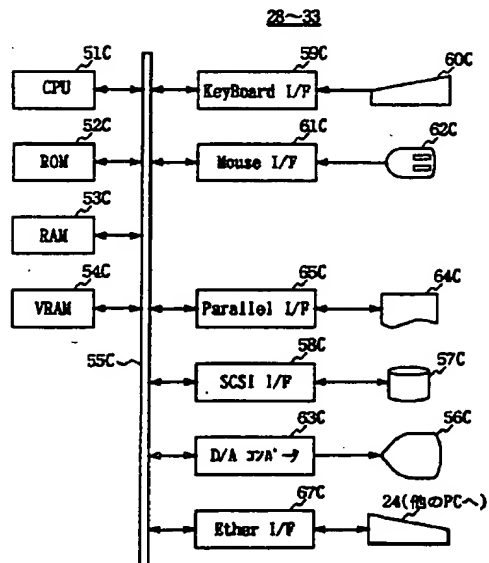 28〜33
51C
CPU
59C
KeyBoard I/F
60C
52C
ROM
61C
Mouse I/F
62C
53C
RAM
54C
VRAM
65C
Parallel I/F
64C
55C
58C
SCSI I/F
57C
63C
D/A コンバータ
56C
67C
Ether I/F
24(他のPCへ)